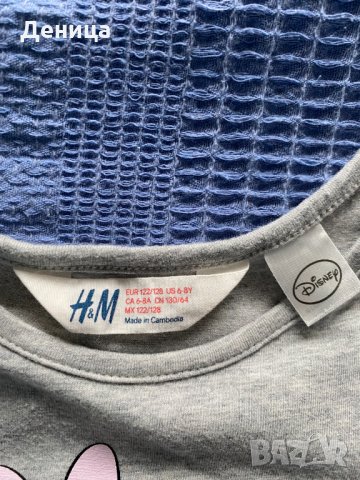 Деница
H&M
EUR 122/128 US 6-8Y
CA 6-8A CN 130/64
MX 122/128
Made in Cambodia
DISNEY
BAZAR